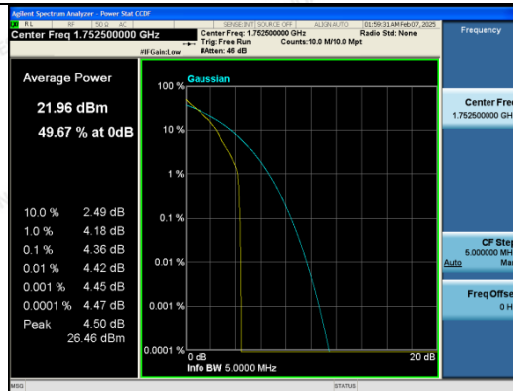 Agilent Spectrum Analyzer - Power Stat CCDF
RL RF 50 Ω AC SENSE:INT SOURCE OFF ALIGN AUTO 01:59:31 AM Feb 07, 2025
Center Freq 1.752500000 GHz
Center Freq: 1.752500000 GHz
Radio Std: None
Trig: Free Run Counts:10.0 M/10.0 Mpt
#IFGain:Low #Atten: 46 dB
Frequency
Average Power
21.96 dBm
49.67 % at 0dB
10.0 % 2.49 dB
1.0 % 4.18 dB
0.1 % 4.36 dB
0.01 % 4.42 dB
0.001 % 4.45 dB
0.0001 % 4.47 dB
Peak 4.50 dB
26.46 dBm
Gaussian
100 %
10 %
1 %
0.1 %
0.01 %
0.001 %
0.0001 %
0 dB 20 dB
Info BW 5.0000 MHz
Center Fre
1.752500000 GH
CF Step
5.000000 MH
Auto Ma
Freq Offse
0 H
MSG STATUS